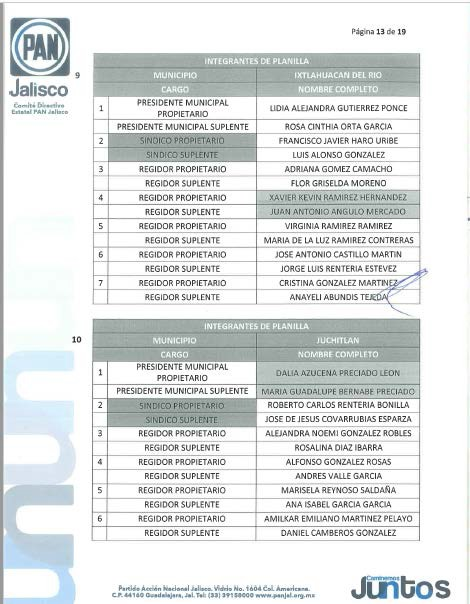 Página 13 de 19
PAN
Jalisco
Comité Directivo
Estatal PAN Jalisco
9
INTEGRANTES DE PLANILLA
MUNICIPIO IXTLAHUACAN DEL RIO
CARGO NOMBRE COMPLETO
1 PRESIDENTE MUNICIPAL PROPIETARIO LIDIA ALEJANDRA GUTIERREZ PONCE
PRESIDENTE MUNICIPAL SUPLENTE ROSA CINTHIA ORTA GARCIA
2 SINDICO PROPIETARIO FRANCISCO JAVIER HARO URIBE
SINDICO SUPLENTE LUIS ALONSO GONZALEZ
3 REGIDOR PROPIETARIO ADRIANA GOMEZ CAMACHO
REGIDOR SUPLENTE FLOR GRISELDA MORENO
4 REGIDOR PROPIETARIO XAVIER KEVIN RAMIREZ HERNANDEZ
REGIDOR SUPLENTE JUAN ANTONIO ANGULO MERCADO
5 REGIDOR PROPIETARIO VIRGINIA RAMIREZ RAMIREZ
REGIDOR SUPLENTE MARIA DE LA LUZ RAMIREZ CONTRERAS
6 REGIDOR PROPIETARIO JOSE ANTONIO CASTILLO MARTIN
REGIDOR SUPLENTE JORGE LUIS RENTERIA ESTEVEZ
7 REGIDOR PROPIETARIO CRISTINA GONZALEZ MARTINEZ
REGIDOR SUPLENTE ANAYELI ABUNDIS TEJEDA
10
INTEGRANTES DE PLANILLA
MUNICIPIO JUCHITLAN
CARGO NOMBRE COMPLETO
1 PRESIDENTE MUNICIPAL PROPIETARIO DALIA AZUCENA PRECIADO LEON
PRESIDENTE MUNICIPAL SUPLENTE MARIA GUADALUPE BERNABE PRECIADO
2 SINDICO PROPIETARIO ROBERTO CARLOS RENTERIA BONILLA
SINDICO SUPLENTE JOSE DE JESUS COVARRUBIAS ESPARZA
3 REGIDOR PROPIETARIO ALEJANDRA NOEMI GONZALEZ ROBLES
REGIDOR SUPLENTE ROSALINA DIAZ IBARRA
4 REGIDOR PROPIETARIO ALFONSO GONZALEZ ROSAS
REGIDOR SUPLENTE ANDRES VALLE GARCIA
5 REGIDOR PROPIETARIO MARISELA REYNOSO SALDAÑA
REGIDOR SUPLENTE ANA ISABEL GARCIA GARCIA
6 REGIDOR PROPIETARIO AMILKAR EMILIANO MARTINEZ PELAYO
REGIDOR SUPLENTE DANIEL CAMBEROS GONZALEZ
Partido Acción Nacional Jalisco. Vidrio No. 1604 Col. Americana.
C.P. 44160 Guadalajara, Jal. Tel: (33) 39158000 www.panjal.org.mx
Caminemos
Juntos